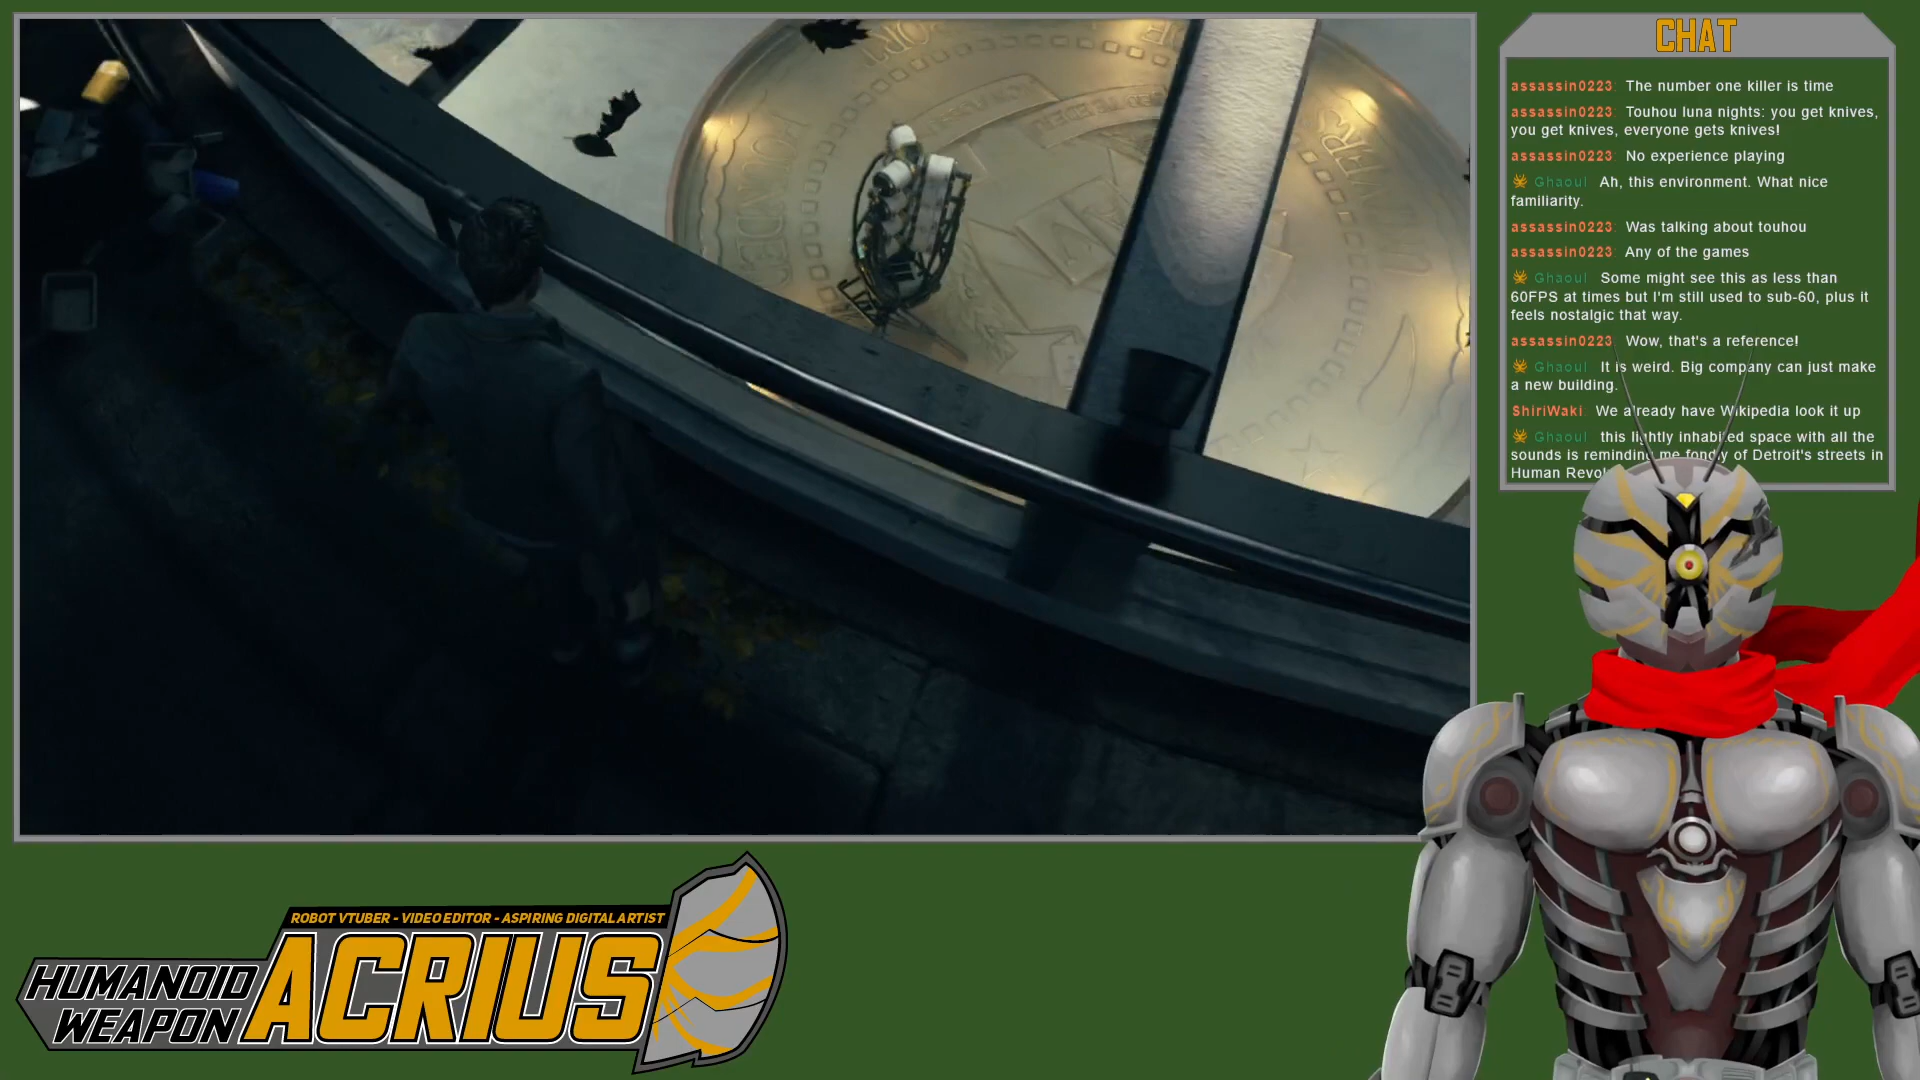 CHAT
assassin0223: The number one killer is time
assassin0223: Touhou luna nights: you get knives,
you get knives, everyone gets knives!
assassin0223: No experience playing
Ghaoul: Ah, this environment. What nice
familiarity.
assassin0223: Was talking about touhou
assassin0223: Any of the games
Ghaoul: Some might see this as less than
60FPS at times but I'm still used to sub-60, plus it
feels nostalgic that way.
assassin0223: Wow, that's a reference!
Ghaoul: It is weird. Big company can just make
a new building.
ShiriWaki: We already have Wikipedia look it up
Ghaoul: this lightly inhabited space with all the
sounds is reminding me fondly of Detroit's streets in
Human
ROBOT VTUBER - VIDEO EDITOR - ASPIRING DIGITAL ARTIST
HUMANOID
WEAPON
ACRIUS